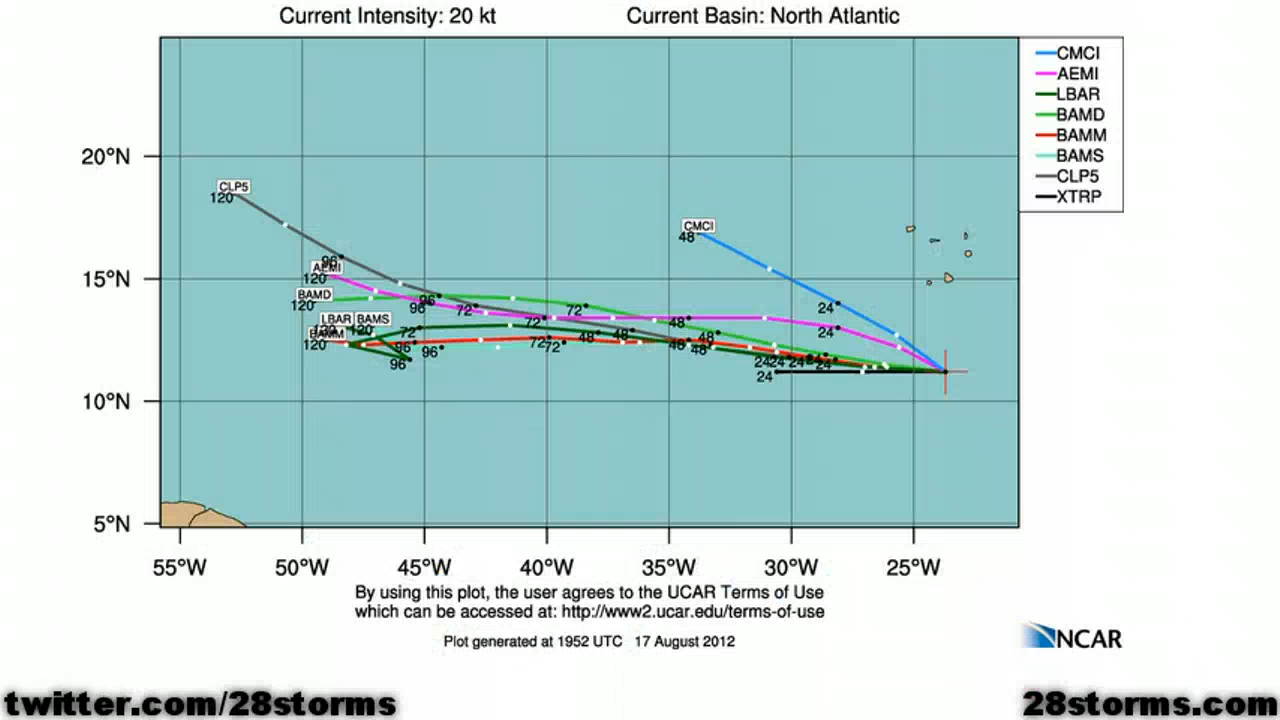 Current Intensity: 20 kt
Current Basin: North Atlantic
CMCI
AEMI
LBAR
BAMD
BAMM
BAMS
CLP5
XTRP
20°N
15°N
10°N
5°N
CLP5
120
CMCI
48
96
AEMI
120
BAMD
120
LBAR
BAMS
120
120
BAMM
120
96
96
72
72
72
48
24
24
72
96
96
96
72
72
48
48
48
48
24
24
24
24
24
55°W
50°W
45°W
40°W
35°W
30°W
25°W
By using this plot, the user agrees to the UCAR Terms of Use
which can be accessed at: http://www2.ucar.edu/terms-of-use
Plot generated at 1952 UTC 17 August 2012
NCAR
twitter.com/28storms
28storms.com